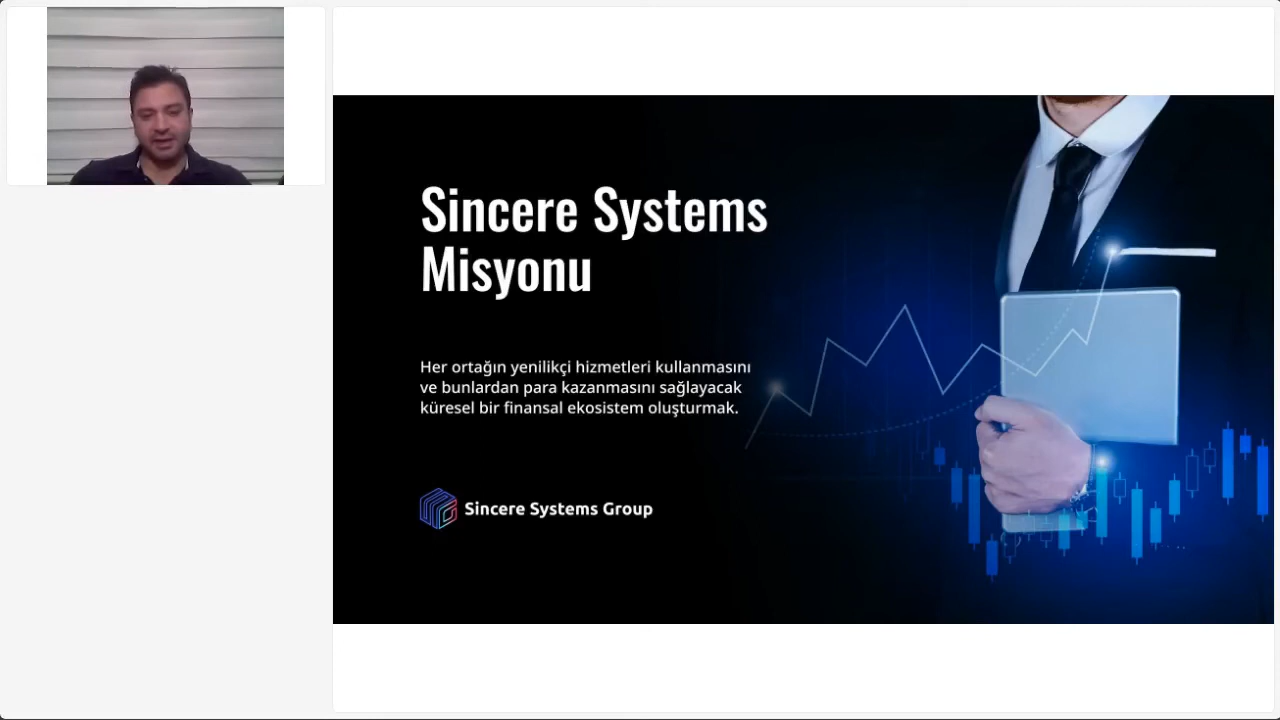 Sincere Systems
Misyonu
Her ortağın yenilikçi hizmetleri kullanmasını
ve bunlardan para kazanmasını sağlayacak
küresel bir finansal ekosistem oluşturmak.
Sincere Systems Group